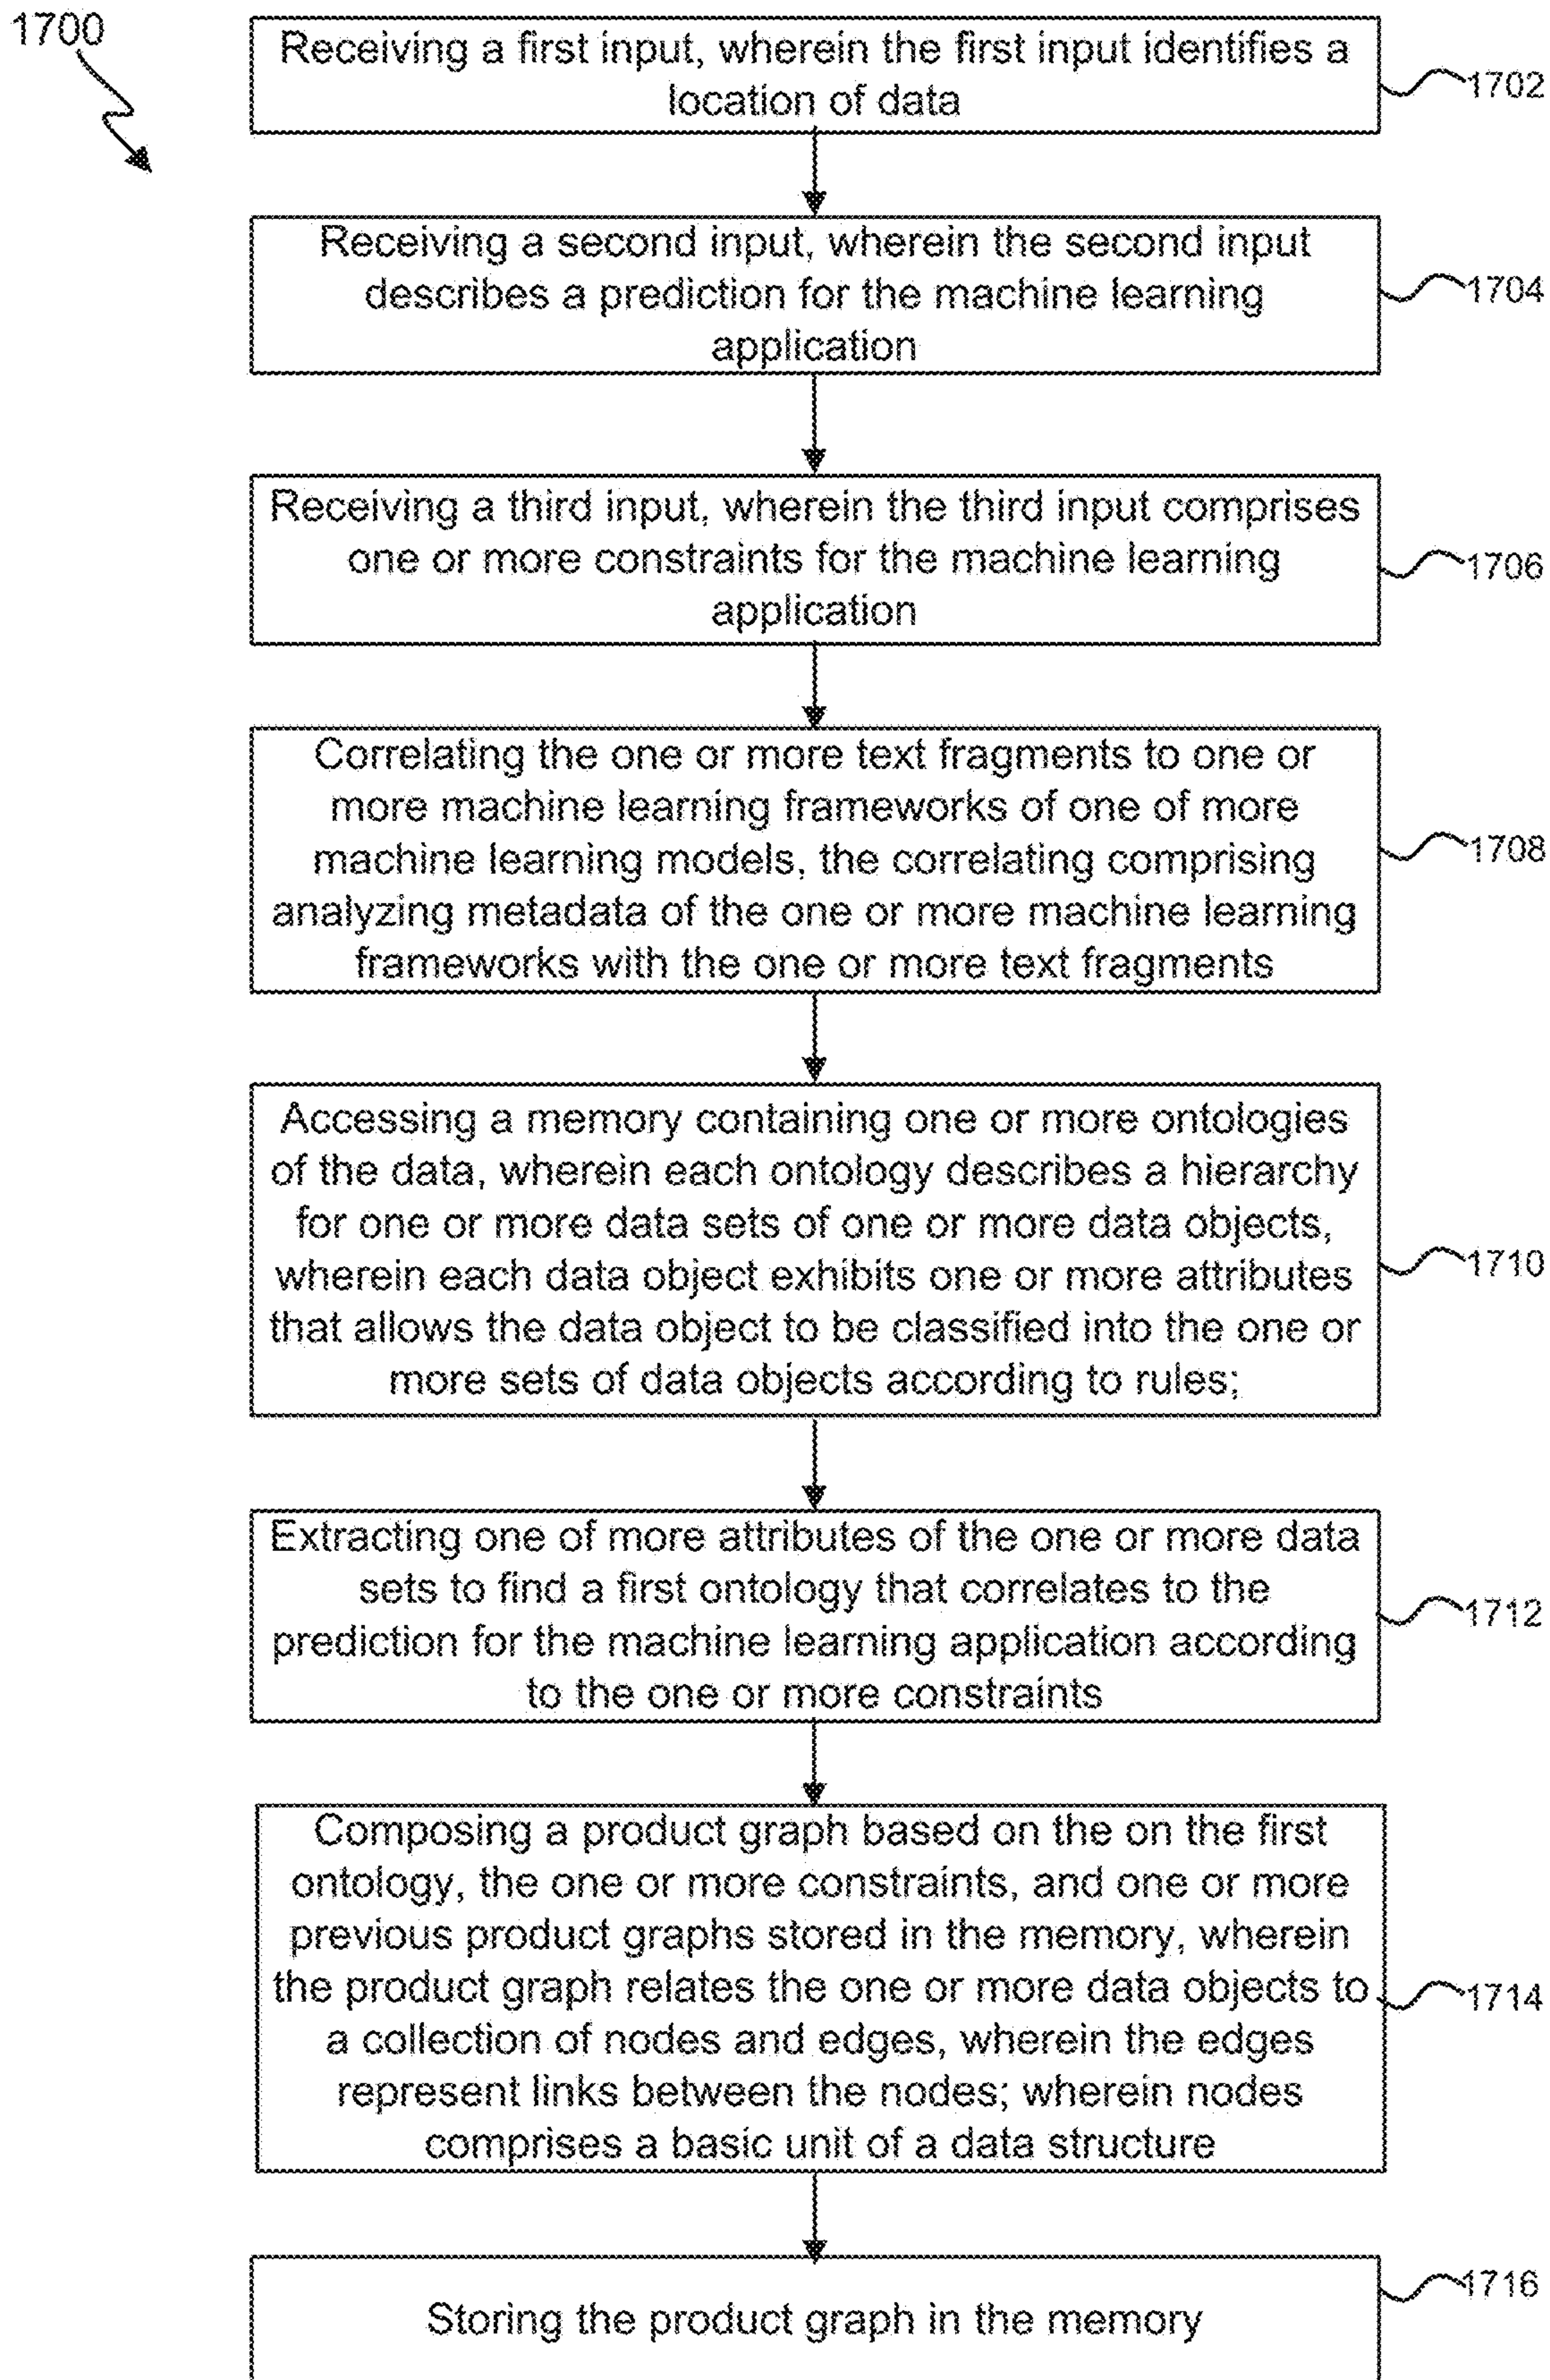 1700
Receiving a first input, wherein the first input identifies a
location of data
1702
Receiving a second input, wherein the second input
describes a prediction for the machine learning
application
1704
Receiving a third input, wherein the third input comprises
one or more constraints for the machine learning
application
1706
Correlating the one or more text fragments to one or
more machine learning frameworks of one of more
machine learning models, the correlating comprising
analyzing metadata of the one or more machine learning
frameworks with the one or more text fragments
1708
Accessing a memory containing one or more ontologies
of the data, wherein each ontology describes a hierarchy
for one or more data sets of one or more data objects,
wherein each data object exhibits one or more attributes
that allows the data object to be classified into the one or
more sets of data objects according to rules;
1710
Extracting one of more attributes of the one or more data
sets to find a first ontology that correlates to the
prediction for the machine learning application according
to the one or more constraints
1712
Composing a product graph based on the on the first
ontology, the one or more constraints, and one or more
previous product graphs stored in the memory, wherein
the product graph relates the one or more data objects to
a collection of nodes and edges, wherein the edges
represent links between the nodes; wherein nodes
comprises a basic unit of a data structure
1714
Storing the product graph in the memory
1716